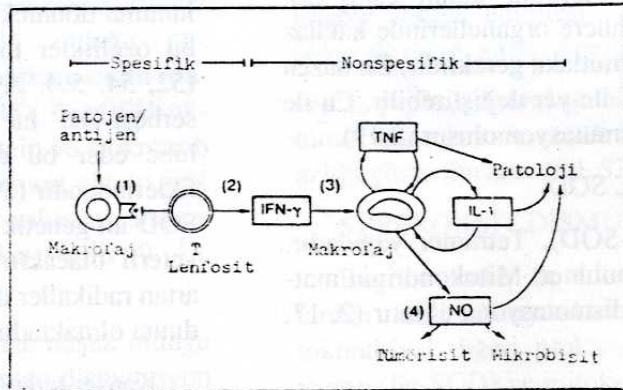 Spesifik Nonspesifik
Patojen/
antijen
TNF
Patoloji
(1) (2) (3)
IFN-γ
IL-1
Makrofaj T
Lenfosit
Makrofaj
(4) NO
Tümörisit Mikrobisit